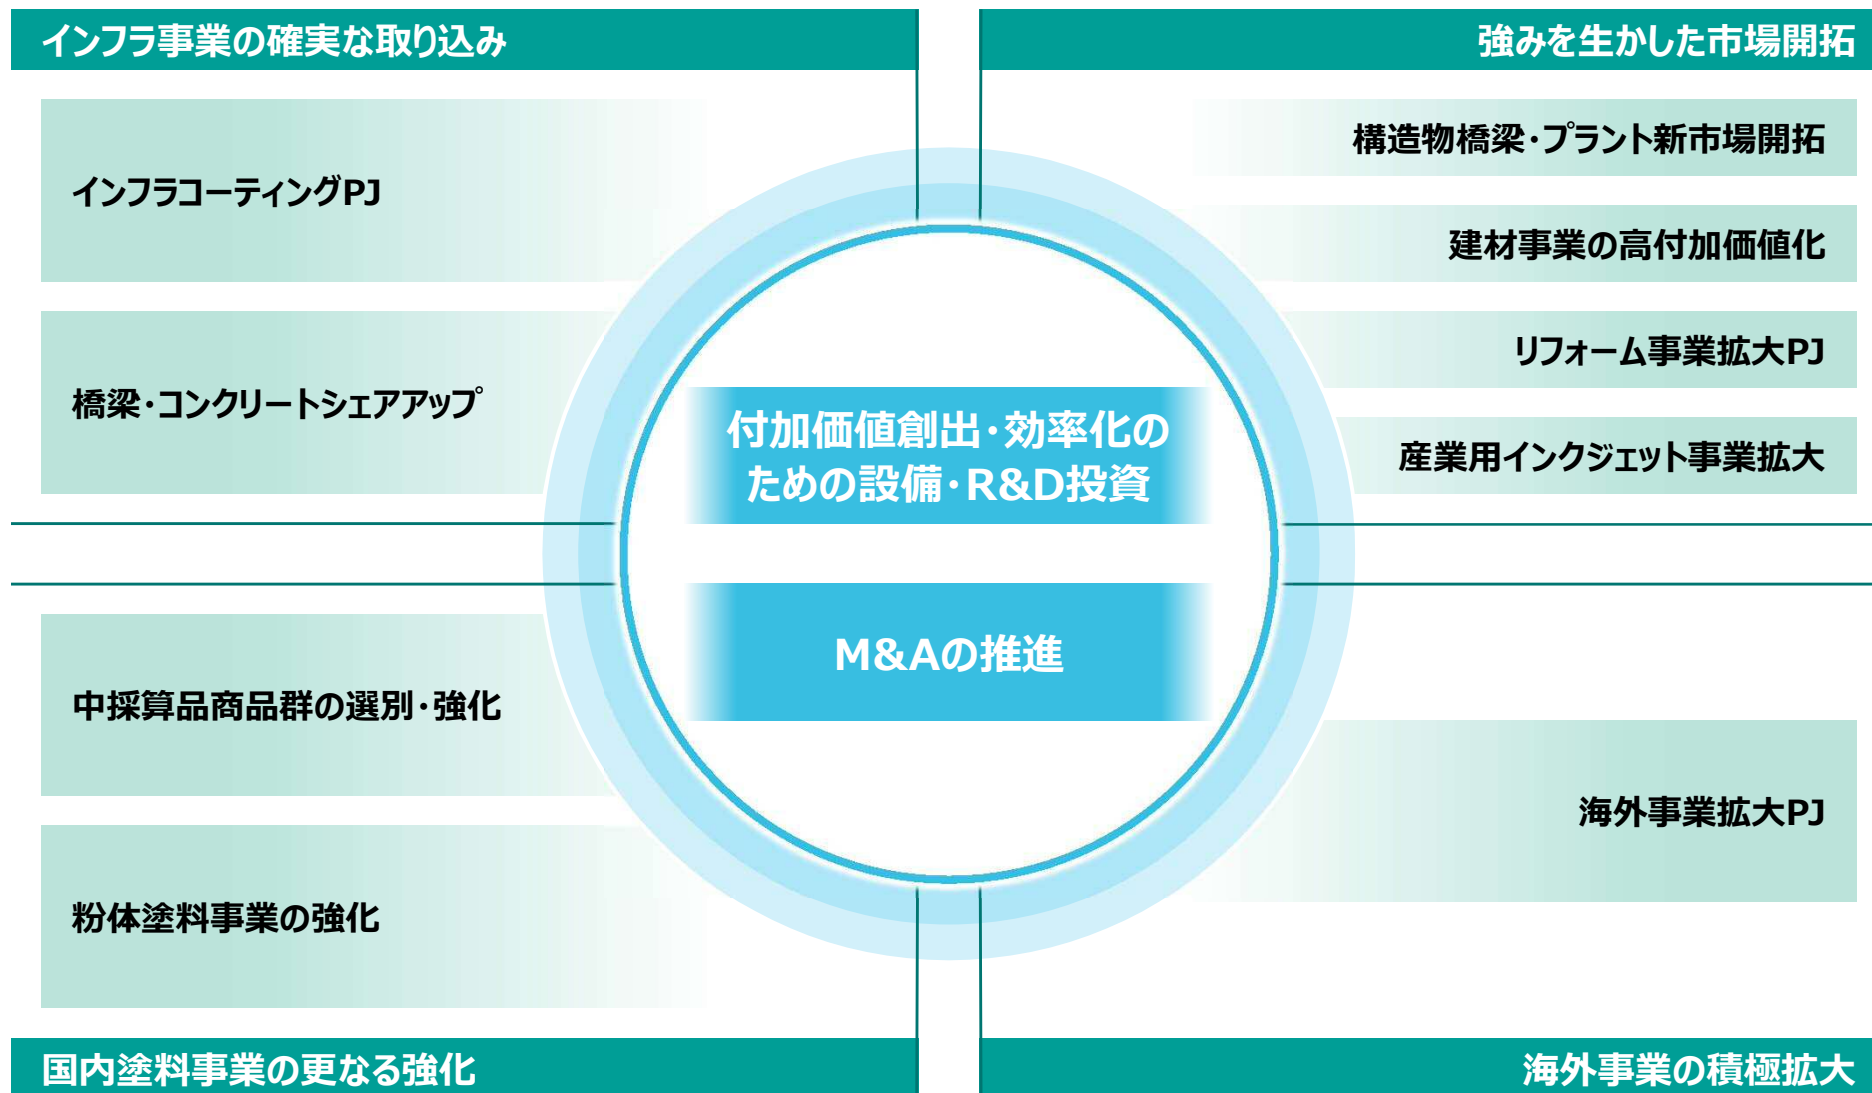 インフラ事業の確実な取り込み
インフラコーティングPJ
橋梁・コンクリートシェアアップ
強みを生かした市場開拓
構造物橋梁・プラント新市場開拓
建材事業の高付加価値化
リフォーム事業拡大PJ
産業用インクジェット事業拡大
付加価値創出・効率化の
ための設備・R&D投資
M&Aの推進
中採算品商品群の選別・強化
粉体塗料事業の強化
国内塗料事業の更なる強化
海外事業拡大PJ
海外事業の積極拡大